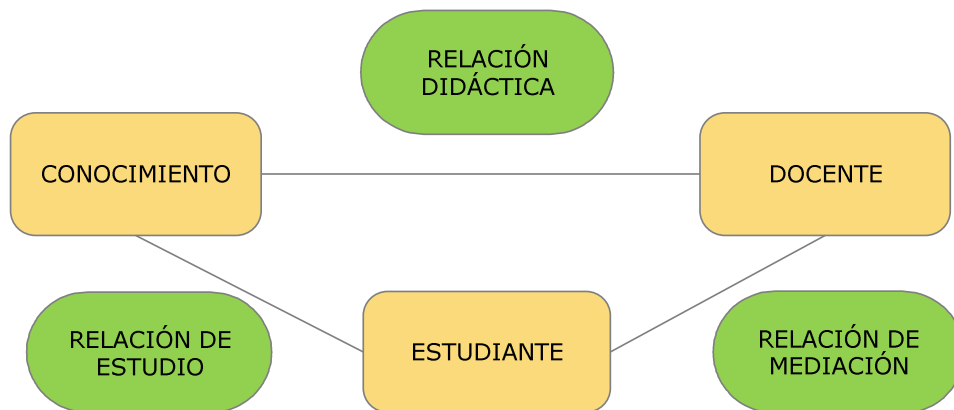 RELACIÓN
DIDÁCTICA
CONOCIMIENTO
DOCENTE
RELACIÓN DE
ESTUDIO
ESTUDIANTE
RELACIÓN DE
MEDIACIÓN